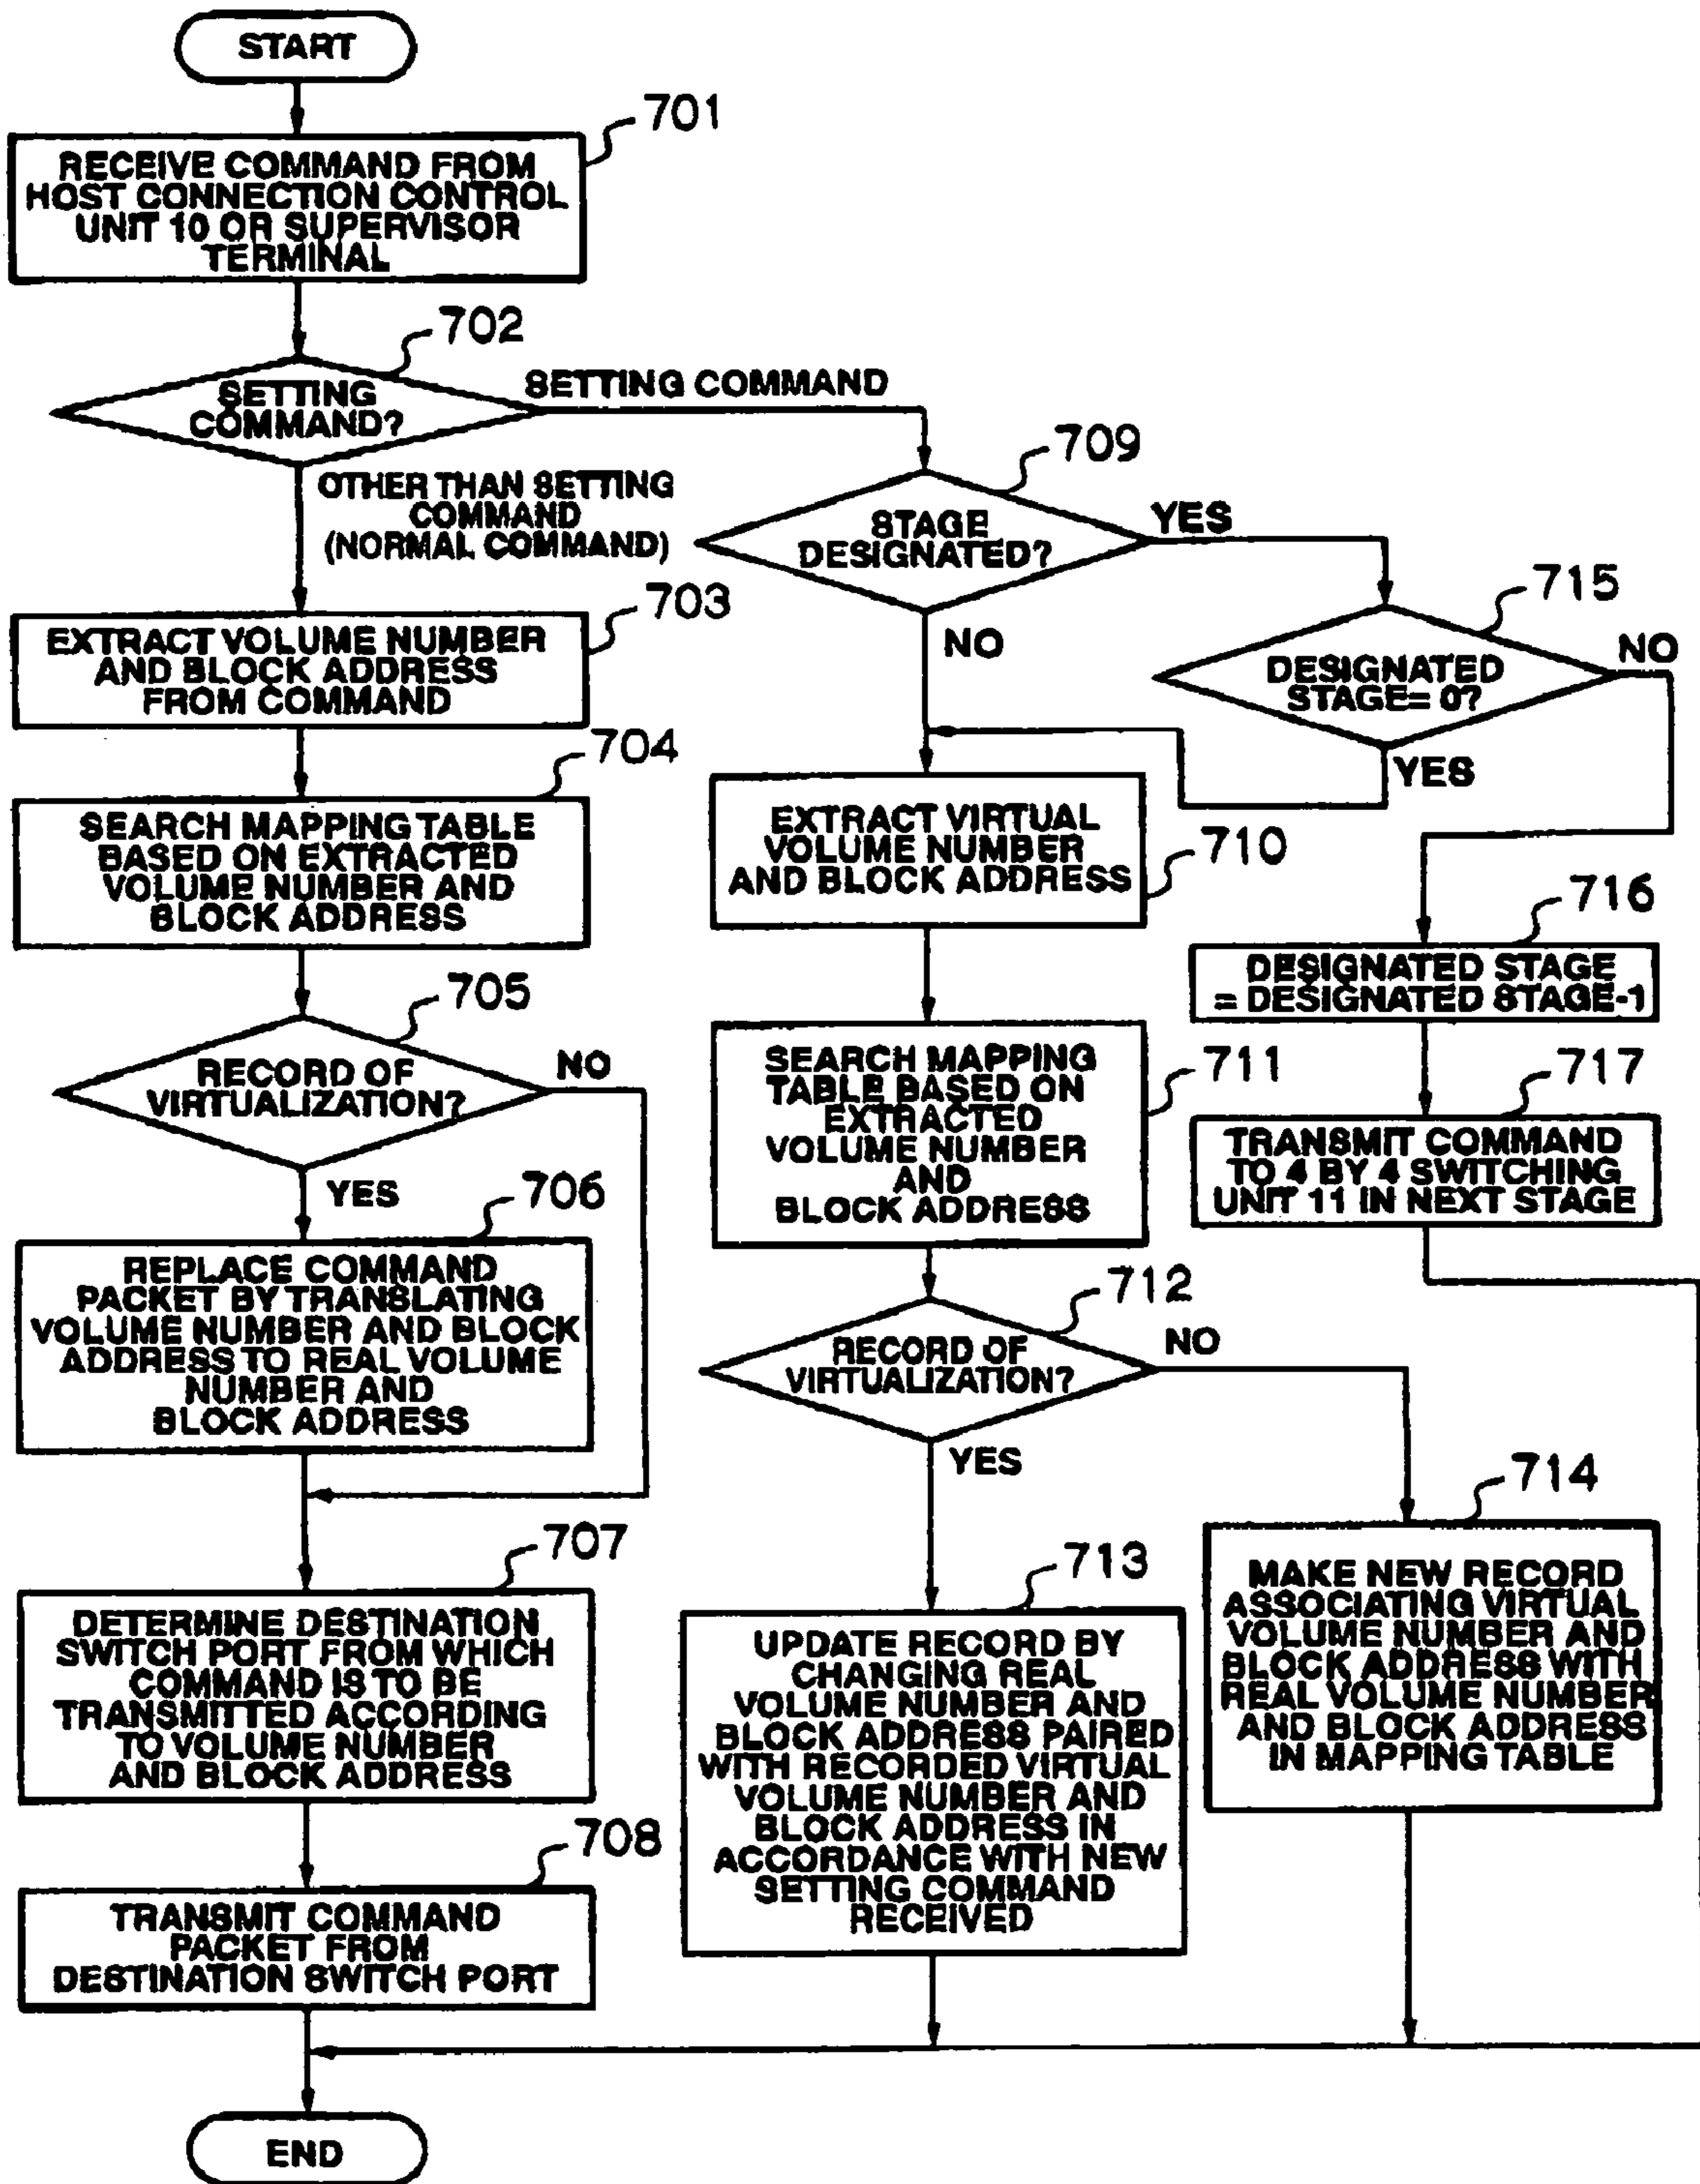 START
701
RECEIVE COMMAND FROM
HOST CONNECTION CONTROL
UNIT 10 OR SUPERVISOR
TERMINAL
702
SETTING
COMMAND?
SETTING COMMAND
OTHER THAN SETTING
COMMAND
(NORMAL COMMAND)
703
EXTRACT VOLUME NUMBER
AND BLOCK ADDRESS
FROM COMMAND
704
SEARCH MAPPING TABLE
BASED ON EXTRACTED
VOLUME NUMBER AND
BLOCK ADDRESS
705
RECORD OF
VIRTUALIZATION?
NO
YES
706
REPLACE COMMAND
PACKET BY TRANSLATING
VOLUME NUMBER AND BLOCK
ADDRESS TO REAL VOLUME
NUMBER AND
BLOCK ADDRESS
707
DETERMINE DESTINATION
SWITCH PORT FROM WHICH
COMMAND IS TO BE
TRANSMITTED ACCORDING
TO VOLUME NUMBER
AND BLOCK ADDRESS
708
TRANSMIT COMMAND
PACKET FROM
DESTINATION SWITCH PORT
END
709
STAGE
DESIGNATED?
YES
NO
715
DESIGNATED
STAGE= 0?
NO
YES
710
EXTRACT VIRTUAL
VOLUME NUMBER
AND BLOCK ADDRESS
711
SEARCH MAPPING
TABLE BASED ON
EXTRACTED
VOLUME NUMBER
AND
BLOCK ADDRESS
712
RECORD OF
VIRTUALIZATION?
NO
YES
713
UPDATE RECORD BY
CHANGING REAL
VOLUME NUMBER AND
BLOCK ADDRESS PAIRED
WITH RECORDED VIRTUAL
VOLUME NUMBER AND
BLOCK ADDRESS IN
ACCORDANCE WITH NEW
SETTING COMMAND
RECEIVED
714
MAKE NEW RECORD
ASSOCIATING VIRTUAL
VOLUME NUMBER AND
BLOCK ADDRESS WITH
REAL VOLUME NUMBER
AND BLOCK ADDRESS
IN MAPPING TABLE
716
DESIGNATED STAGE
= DESIGNATED STAGE-1
717
TRANSMIT COMMAND
TO 4 BY 4 SWITCHING
UNIT 11 IN NEXT STAGE